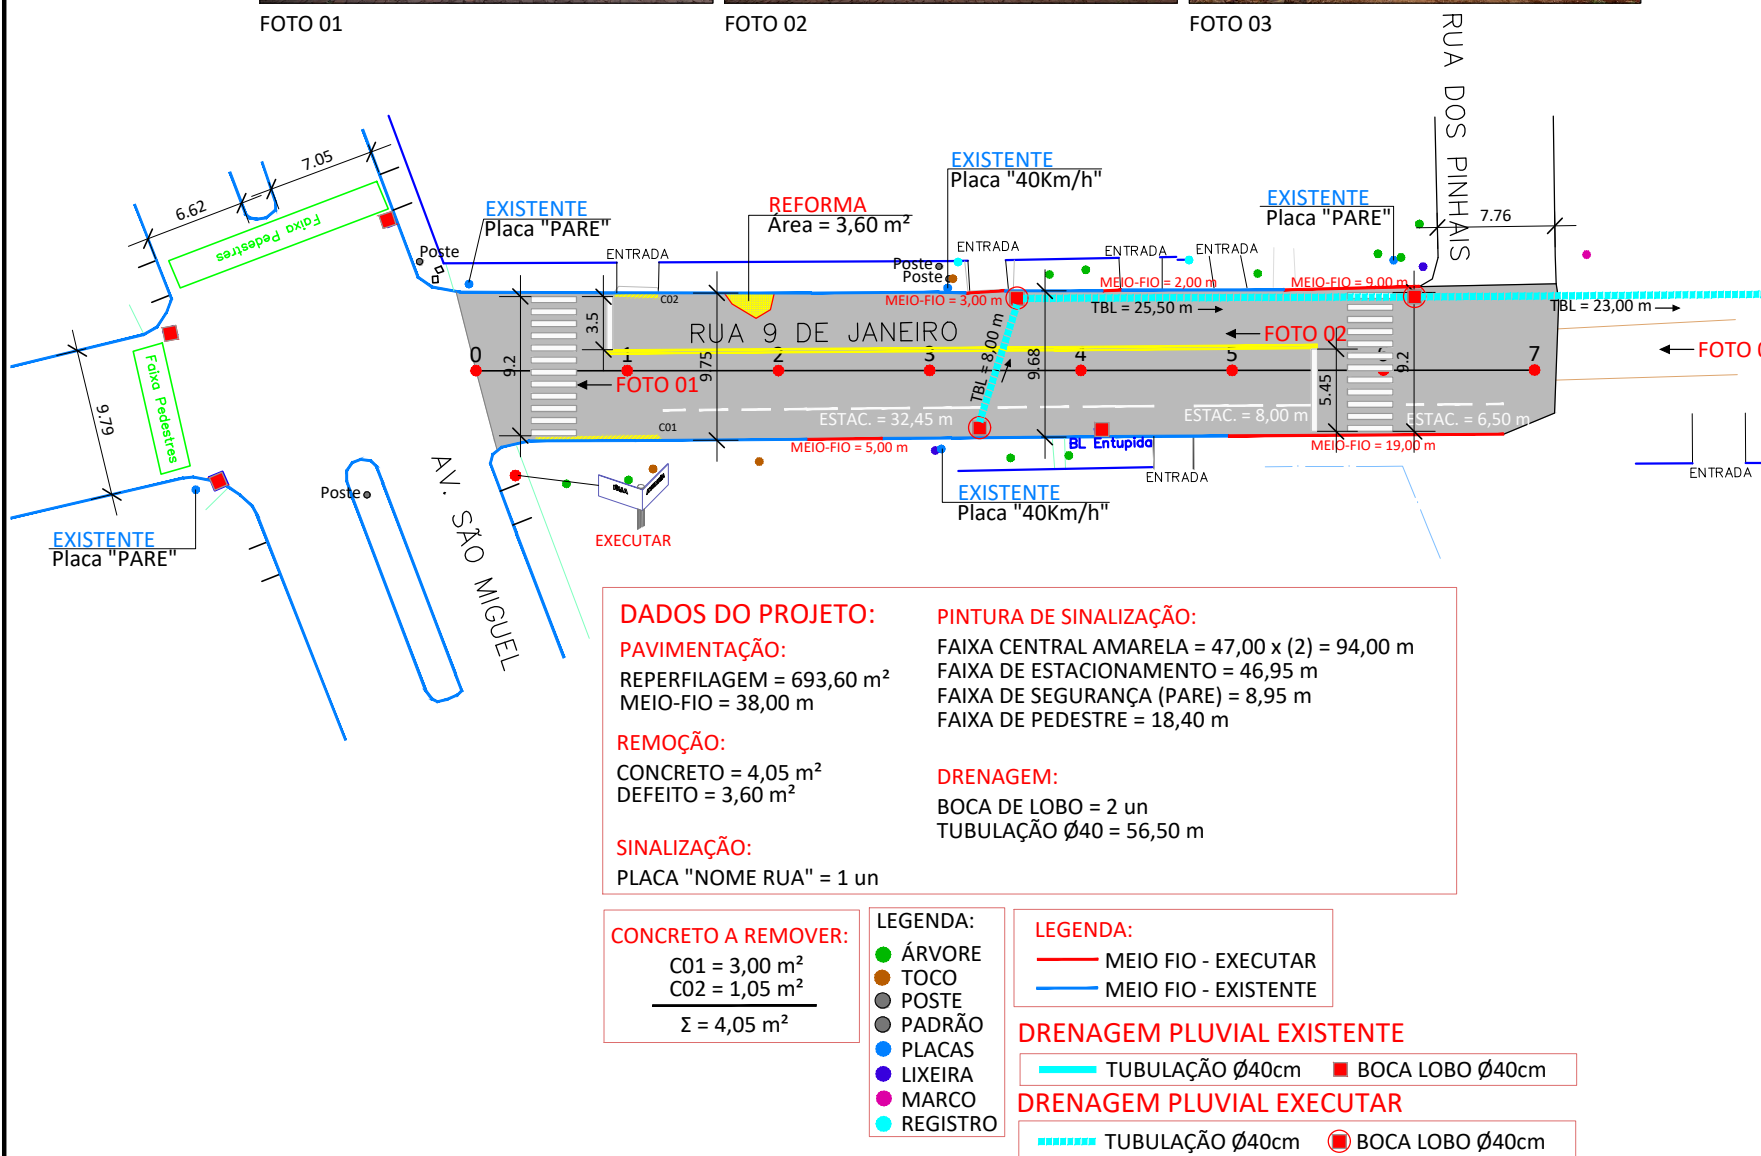 FOTO 01
FOTO 02
FOTO 03
RUA DOS PINHAIS
7.05
6.62
Faixa Pedestres
EXISTENTE
Placa "PARE"
REFORMA
Área = 3,60 m²
EXISTENTE
Placa "40Km/h"
EXISTENTE
Placa "PARE"
7.76
Poste
ENTRADA
Poste
Poste
ENTRADA
ENTRADA
ENTRADA
C02
MEIO-FIO = 3,00 m
MEIO-FIO = 2,00 m
MEIO-FIO = 9,00 m
TBL = 25,50 m
TBL = 23,00 m
RUA 9 DE JANEIRO
FOTO 02
FOTO
3.5
9.2
9.75
TBL = 8,00 m
9.68
5.45
9.2
0
1
2
3
4
5
7
FOTO 01
ESTAC. = 32,45 m
ESTAC. = 8,00 m
ESTAC. = 6,50 m
C01
MEIO-FIO = 5,00 m
BL Entupida
MEIO-FIO = 19,00 m
Faixa Pedestres
9.79
AV. SÃO MIGUEL
Poste
ENTRADA
ENTRADA
EXISTENTE
Placa "40Km/h"
EXECUTAR
EXISTENTE
Placa "PARE"
DADOS DO PROJETO:
PAVIMENTAÇÃO:
REPERFILAGEM = 693,60 m²
MEIO-FIO = 38,00 m
REMOÇÃO:
CONCRETO = 4,05 m²
DEFEITO = 3,60 m²
SINALIZAÇÃO:
PLACA "NOME RUA" = 1 un
PINTURA DE SINALIZAÇÃO:
FAIXA CENTRAL AMARELA = 47,00 x (2) = 94,00 m
FAIXA DE ESTACIONAMENTO = 46,95 m
FAIXA DE SEGURANÇA (PARE) = 8,95 m
FAIXA DE PEDESTRE = 18,40 m
DRENAGEM:
BOCA DE LOBO = 2 un
TUBULAÇÃO Ø40 = 56,50 m
CONCRETO A REMOVER:
C01 = 3,00 m²
C02 = 1,05 m²
Σ = 4,05 m²
LEGENDA:
ÁRVORE
TOCO
POSTE
PADRÃO
PLACAS
LIXEIRA
MARCO
REGISTRO
LEGENDA:
MEIO FIO - EXECUTAR
MEIO FIO - EXISTENTE
DRENAGEM PLUVIAL EXISTENTE
TUBULAÇÃO Ø40cm
BOCA LOBO Ø40cm
DRENAGEM PLUVIAL EXECUTAR
TUBULAÇÃO Ø40cm
BOCA LOBO Ø40cm